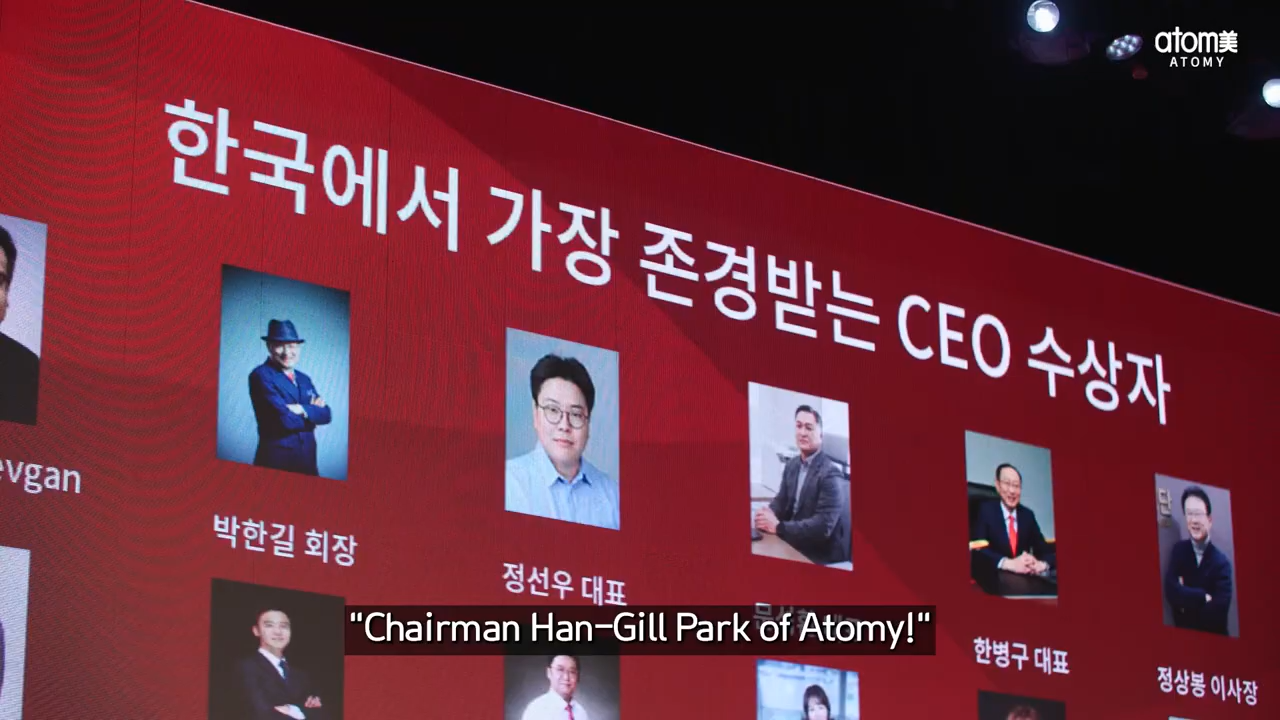 atom美
ATOMY
한국에서 가장 존경받는 CEO 수상자
evgan
박한길 회장
정선우 대표
한병구 대표
정상봉 이사장
단
"Chairman Han-Gill Park of Atomy!"